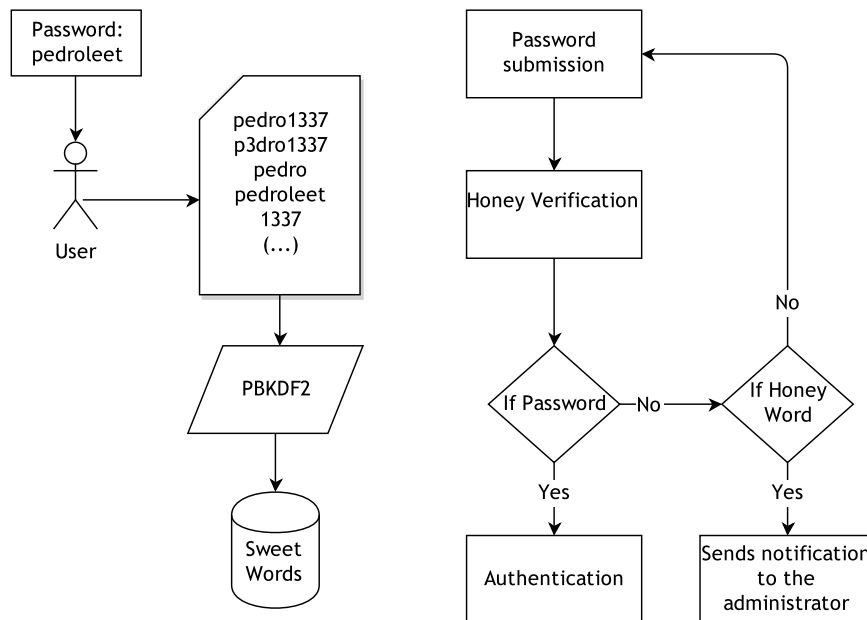 Password:
pedroleet
User
pedro1337
p3dro1337
pedro
pedroleet
1337
(...)
PBKDF2
Sweet
Words
Password
submission
Honey Verification
If Password
No
If Honey
Word
No
Yes
Yes
Authentication
Sends notification
to the
administrator